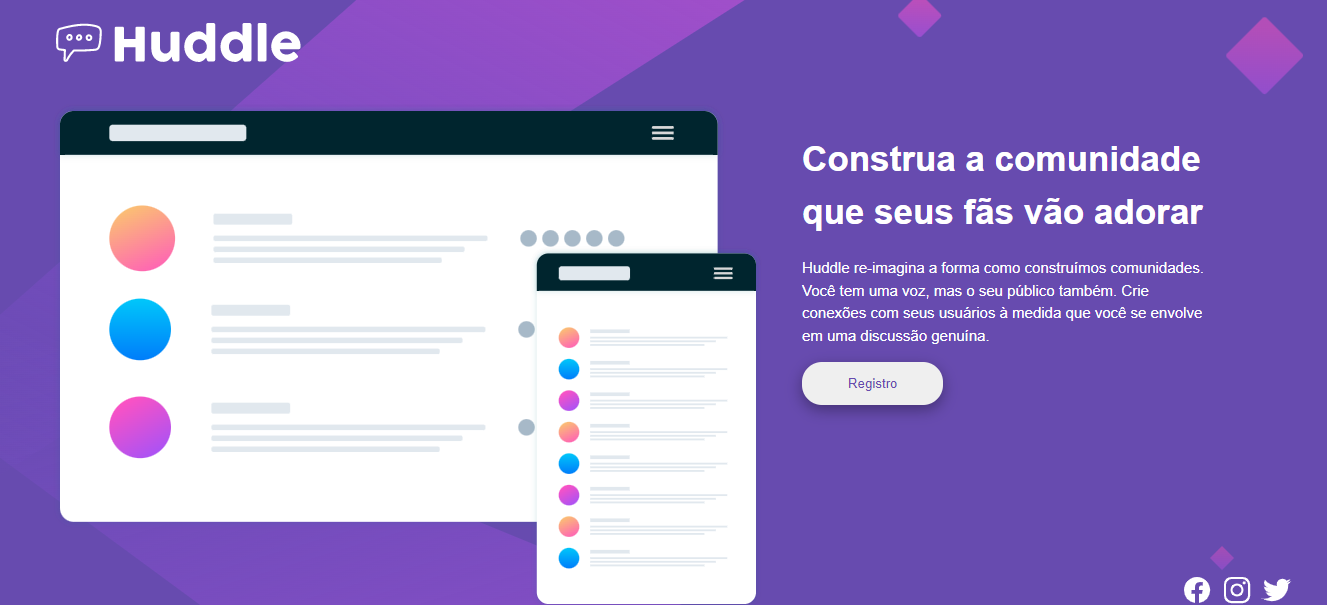 Huddle
Construa a comunidade
que seus fãs vão adorar
Huddle re-imagina a forma como construímos comunidades.
Você tem uma voz, mas o seu público também. Crie
conexões com seus usuários à medida que você se envolve
em uma discussão genuína.
Registro